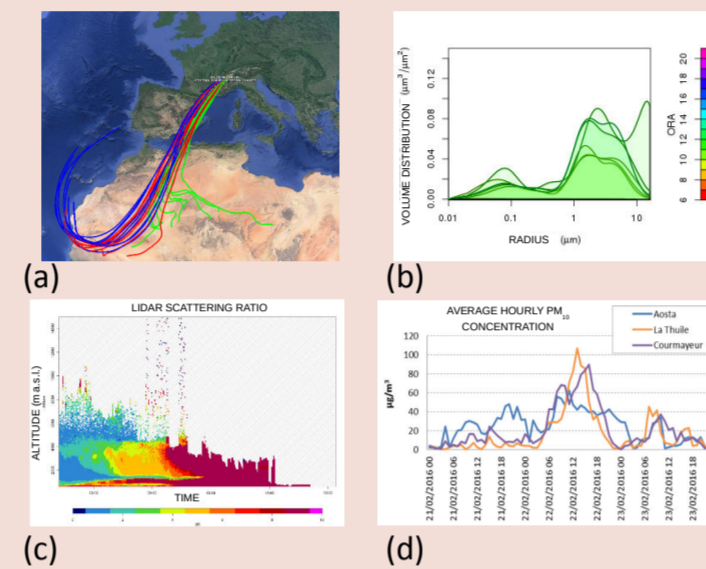 (a)
VOLUME DISTRIBUTION (μm³/μm²)
0.00 0.04 0.08 0.12
0.01 0.1 1 10
RADIUS (μm)
ORA
6 8 10 12 14 16 18 20
(b)
LIDAR SCATTERING RATIO
ALTITUDE (m a.s.l.)
TIME
(c)
AVERAGE HOURLY PM10
CONCENTRATION
Aosta
La Thuile
Courmayeur
μg/m³
120
100
80
60
40
20
0
21/02/2016 00
21/02/2016 06
21/02/2016 12
21/02/2016 18
22/02/2016 00
22/02/2016 06
22/02/2016 12
22/02/2016 18
23/02/2016 00
23/02/2016 06
23/02/2016 12
23/02/2016 18
(d)